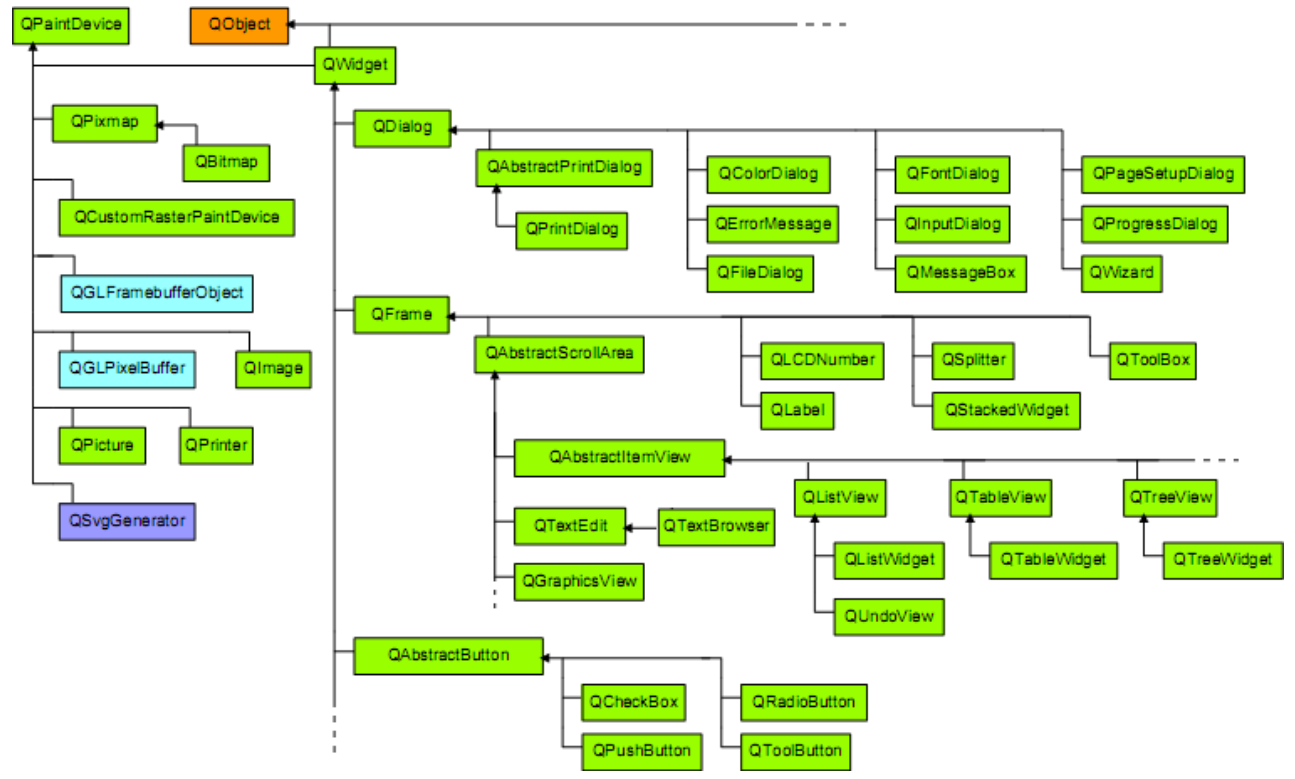 QPaintDevice
QObject
QWidget
QPixmap
QBitmap
QCustomRasterPaintDevice
QGLFramebufferObject
QGLPixelBuffer
QImage
QPicture
QPrinter
QSvgGenerator
QDialog
QAbstractPrintDialog
QPrintDialog
QColorDialog
QErrorMessage
QFileDialog
QFontDialog
QInputDialog
QMessageBox
QPageSetupDialog
QProgressDialog
QWizard
QFrame
QAbstractScrollArea
QLCDNumber
QLabel
QSplitter
QStackedWidget
QToolBox
QAbstractItemView
QListView
QListWidget
QUndoView
QTableView
QTableWidget
QTreeView
QTreeWidget
QTextEdit
QTextBrowser
QGraphicsView
QAbstractButton
QCheckBox
QPushButton
QRadioButton
QToolButton